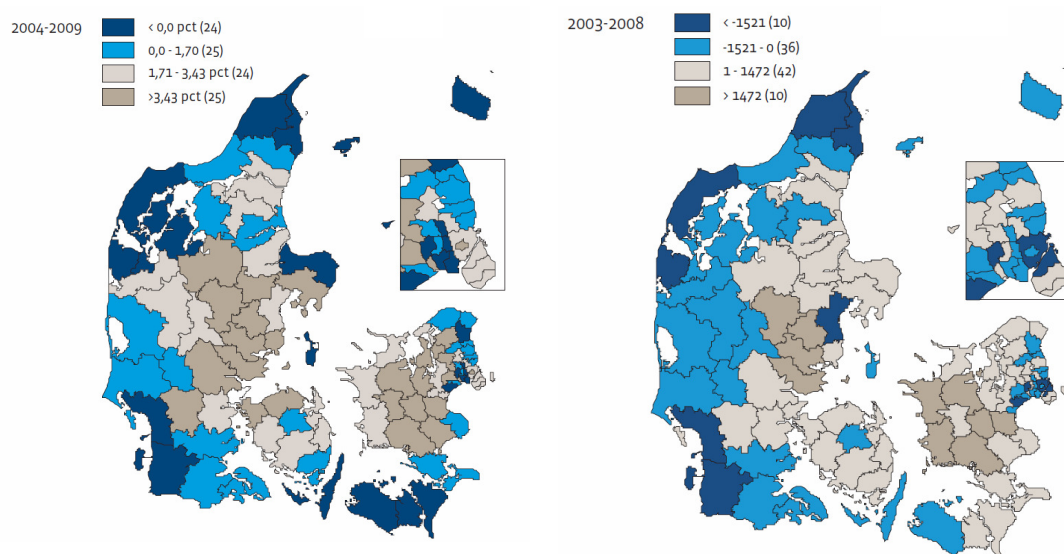 2004-2009
< 0,0 pct (24)
0,0 - 1,70 (25)
1,71 - 3,43 pct (24)
>3,43 pct (25)
2003-2008
< -1521 (10)
-1521 - 0 (36)
1 - 1472 (42)
> 1472 (10)